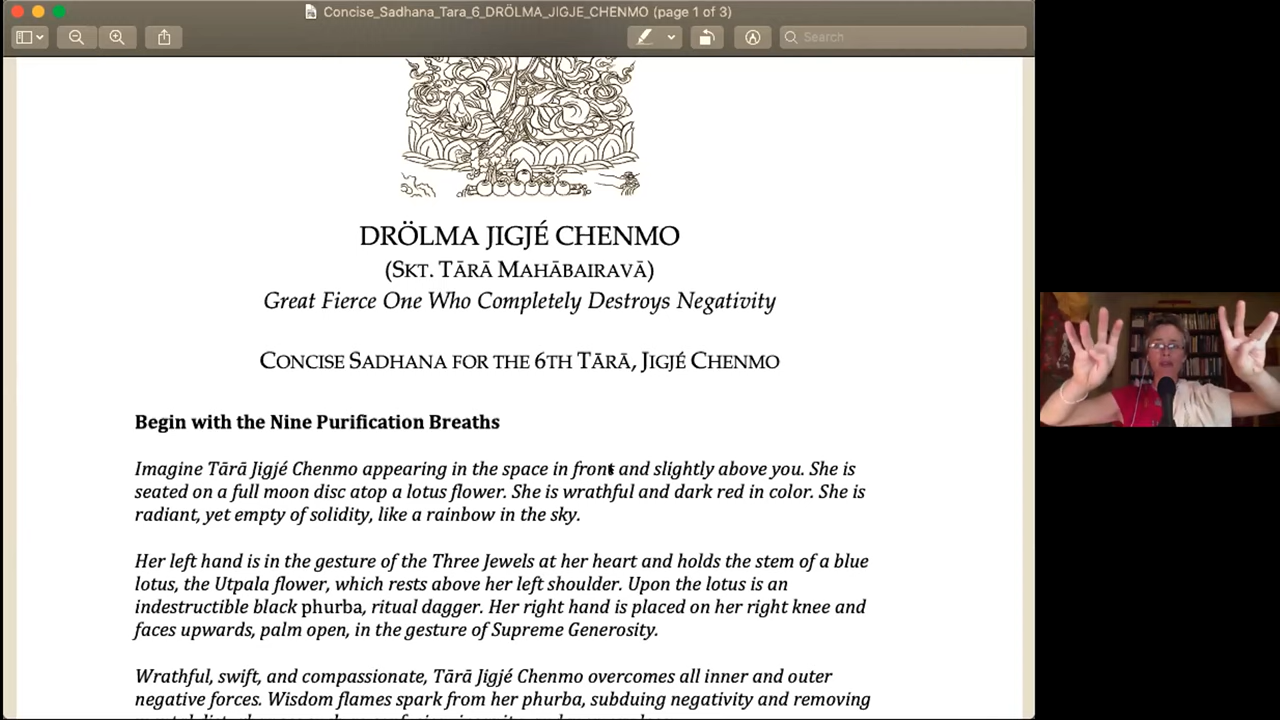 Concise_Sadhana_Tara_6_DRÖLMA_JIGJE_CHENMO (page 1 of 3)
Search
DRÖLMA JIGJÉ CHENMO
(SKT. TĀRĀ MAHĀBAIRAVĀ)
Great Fierce One Who Completely Destroys Negativity
CONCISE SADHANA FOR THE 6TH TĀRĀ, JIGJÉ CHENMO
Begin with the Nine Purification Breaths
Imagine Tārā Jigjé Chenmo appearing in the space in front and slightly above you. She is
seated on a full moon disc atop a lotus flower. She is wrathful and dark red in color. She is
radiant, yet empty of solidity, like a rainbow in the sky.
Her left hand is in the gesture of the Three Jewels at her heart and holds the stem of a blue
lotus, the Utpala flower, which rests above her left shoulder. Upon the lotus is an
indestructible black phurba, ritual dagger. Her right hand is placed on her right knee and
faces upwards, palm open, in the gesture of Supreme Generosity.
Wrathful, swift, and compassionate, Tārā Jigjé Chenmo overcomes all inner and outer
negative forces. Wisdom flames spark from her phurba, subduing negativity and removing